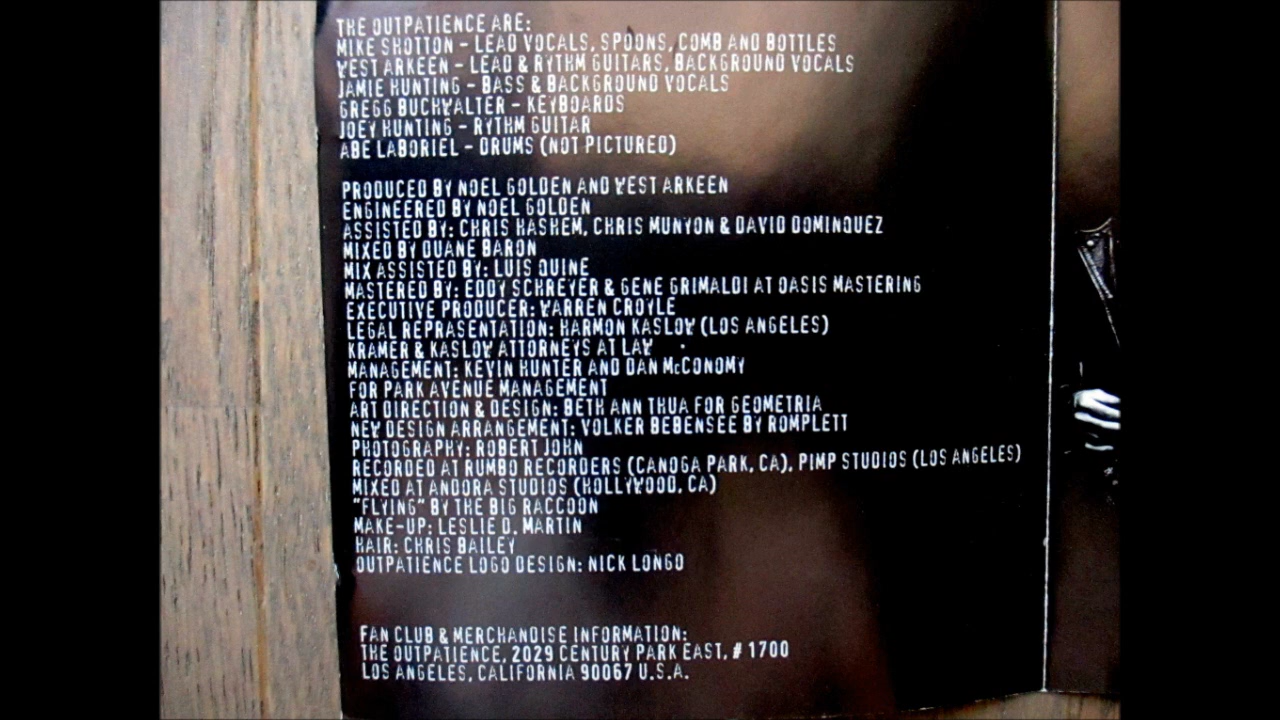 THE OUTPATIENCE ARE:
MIKE SHOTTON - LEAD VOCALS, SPOONS, COMB AND BOTTLES
WEST ARKEEN - LEAD & RYTHM GUITARS, BACKGROUND VOCALS
JAMIE HUNTING - BASS & BACKGROUND VOCALS
GREGG BUCHWALTER - KEYBOARDS
JOEY HUNTING - RYTHM GUITAR
ABE LABORIEL - DRUMS (NOT PICTURED)
PRODUCED BY NOEL GOLDEN AND WEST ARKEEN
ENGINEERED BY NOEL GOLDEN
ASSISTED BY: CHRIS HASHEM, CHRIS MUNYON & DAVID DOMINQUEZ
MIXED BY DUANE BARON
MIX ASSISTED BY: LUIS QUINE
MASTERED BY: EDDY SCHREYER & GENE GRIMALDI AT OASIS MASTERING
EXECUTIVE PRODUCER: WARREN CROYLE
LEGAL REPRASENTATION: HARMON KASLOW (LOS ANGELES)
KRAMER & KASLOW ATTORNEYS AT LAW
MANAGEMENT: KEVIN HUNTER AND DAN McCONOMY
FOR PARK AVENUE MANAGEMENT
ART DIRECTION & DESIGN: BETH ANN THUA FOR GEOMETRIA
NEW DESIGN ARRANGEMENT: VOLKER BEBENSEE BY ROMPLETT
PHOTOGRAPHY: ROBERT JOHN
RECORDED AT RUMBO RECORDERS (CANOGA PARK, CA), PIMP STUDIOS (LOS ANGELES)
MIXED AT ANDORA STUDIOS (HOLLYWOOD, CA)
"FLYING" BY THE BIG RACCOON
MAKE-UP: LESLIE D. MARTIN
HAIR: CHRIS BAILEY
OUTPATIENCE LOGO DESIGN: NICK LONGO
FAN CLUB & MERCHANDISE INFORMATION:
THE OUTPATIENCE, 2029 CENTURY PARK EAST, # 1700
LOS ANGELES, CALIFORNIA 90067 U.S.A.